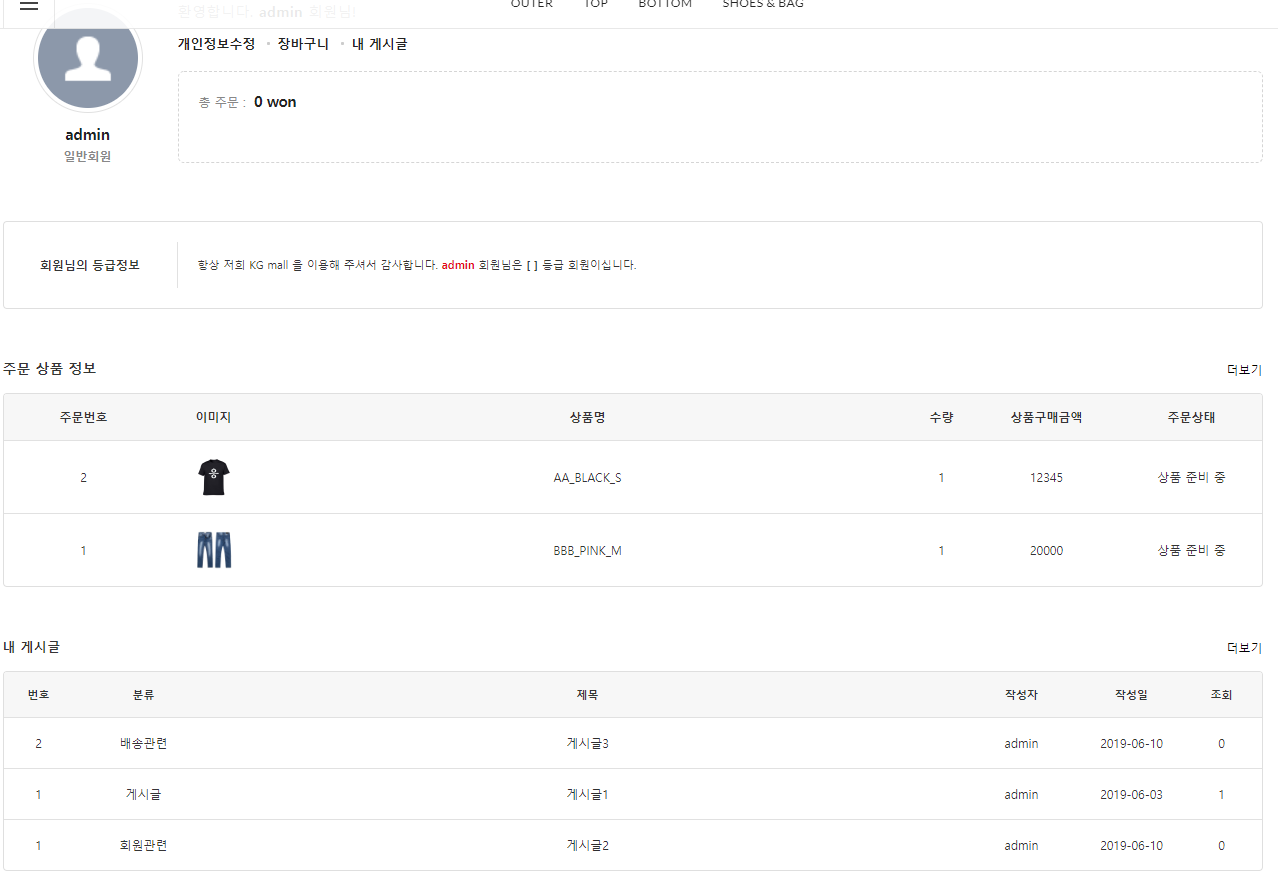 OUTER TOP BOTTOM SHOES & BAG
환영합니다, admin 회원님!
개인정보수정 장바구니 내 게시글
총 주문 : 0 won
admin
일반회원
회원님의 등급정보 항상 저희 KG mall 을 이용해 주셔서 감사합니다. admin 회원님은 [ ] 등급 회원이십니다.
주문 상품 정보 더보기
주문번호 이미지 상품명 수량 상품구매금액 주문상태
2 웅 AA_BLACK_S 1 12345 상품 준비 중
1 BBB_PINK_M 1 20000 상품 준비 중
내 게시글 더보기
번호 분류 제목 작성자 작성일 조회
2 배송관련 게시글3 admin 2019-06-10 0
1 게시글 게시글1 admin 2019-06-03 1
1 회원관련 게시글2 admin 2019-06-10 0